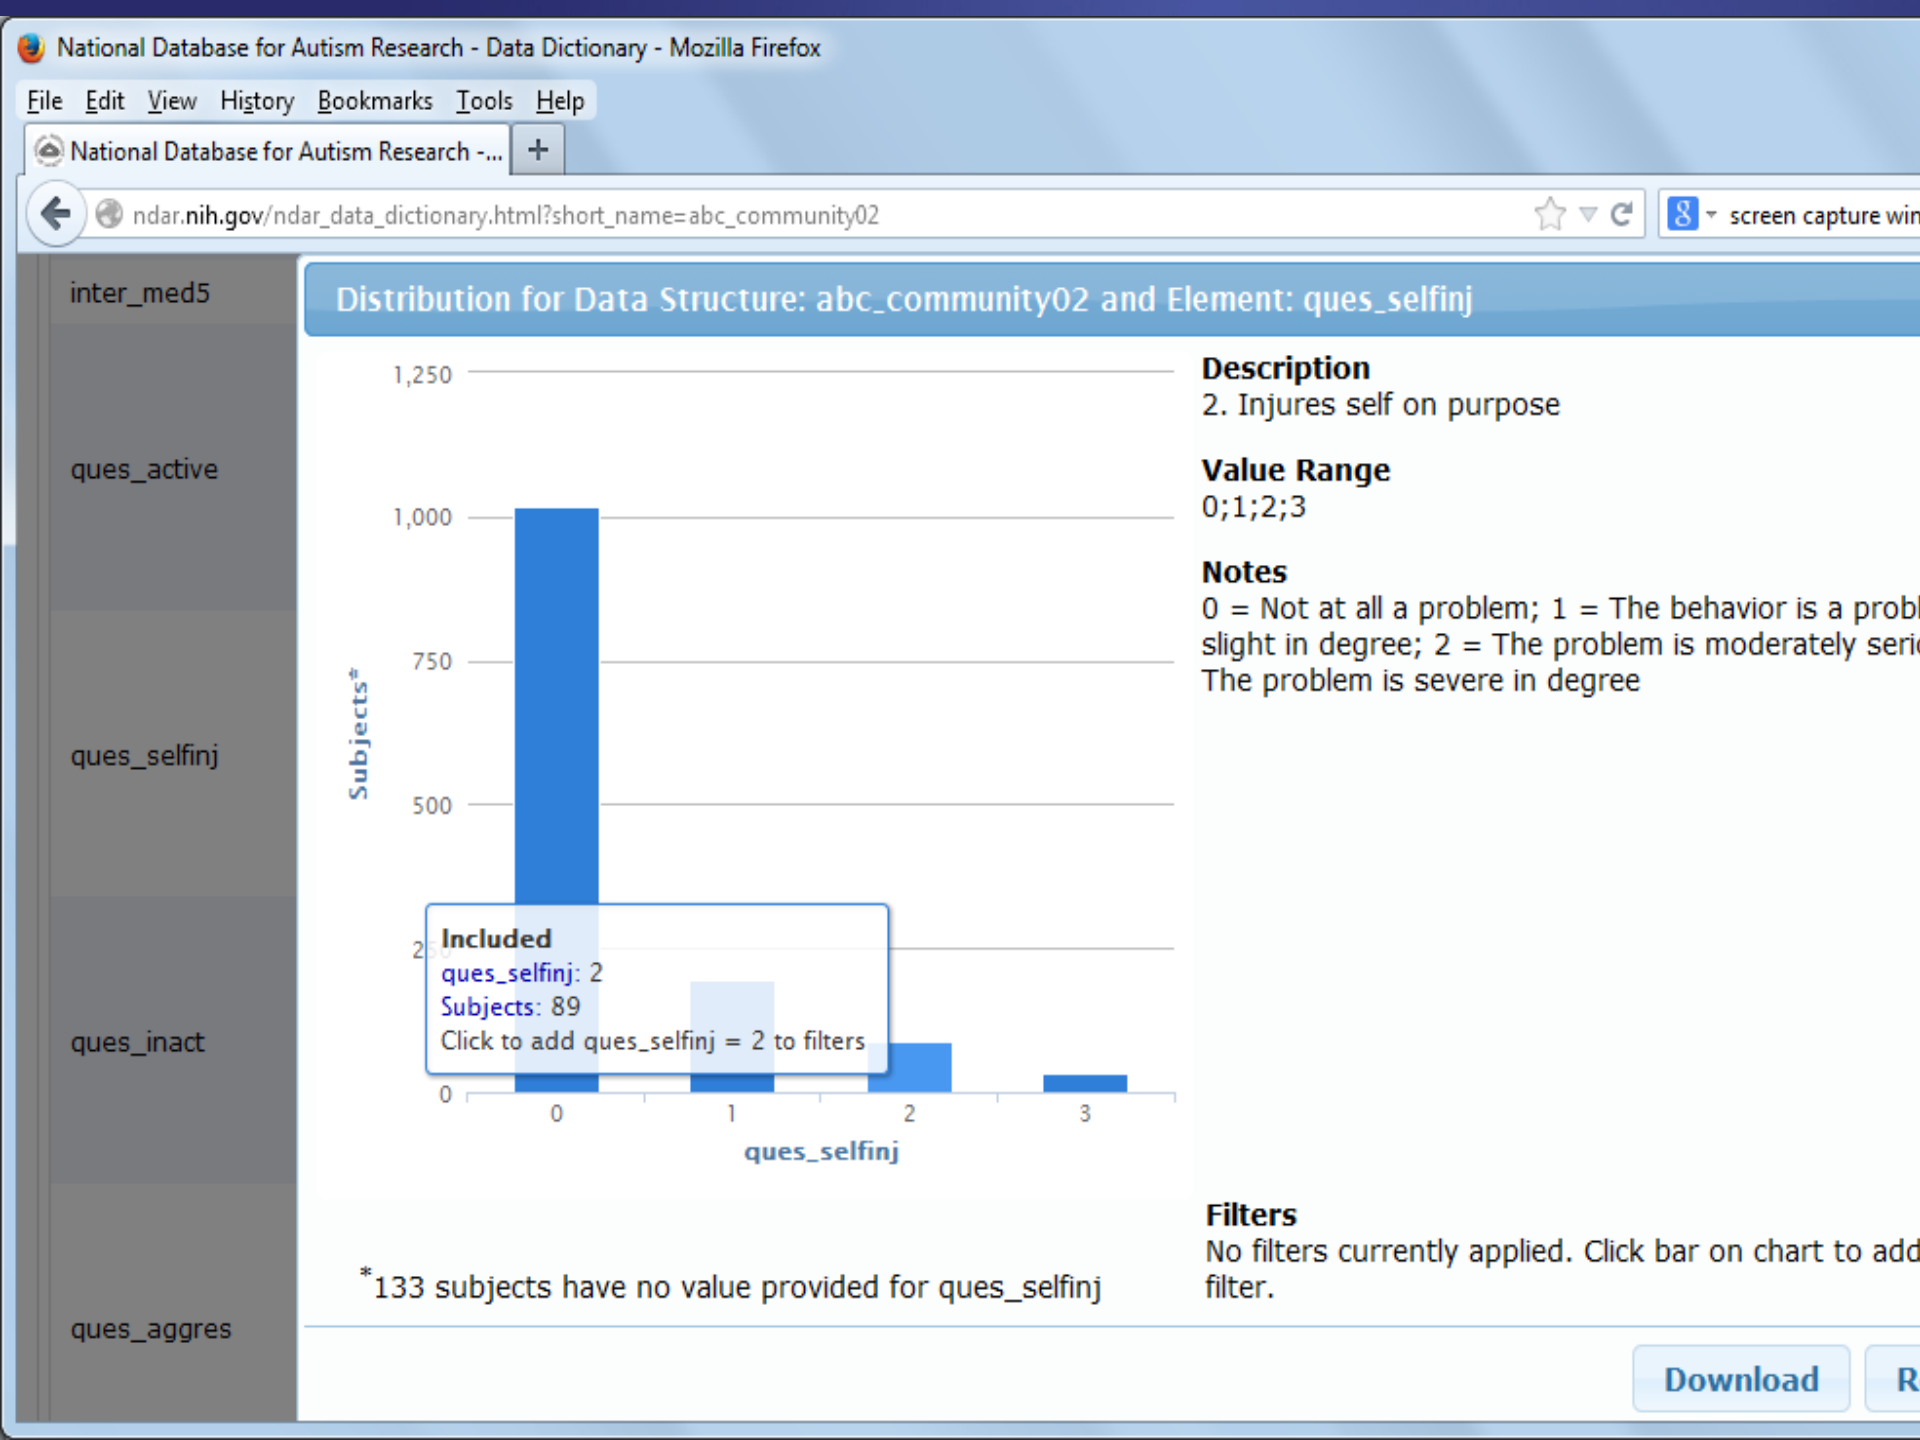 National Database for Autism Research - Data Dictionary - Mozilla Firefox
File Edit View History Bookmarks Tools Help
National Database for Autism Research -... +
ndar.nih.gov/ndar_data_dictionary.html?short_name=abc_community02
8 screen capture win
inter_med5
ques_active
ques_selfinj
ques_inact
ques_aggres
Distribution for Data Structure: abc_community02 and Element: ques_selfinj
1,250
1,000
750
500
250
0
Subjects*
Included
ques_selfinj: 2
Subjects: 89
Click to add ques_selfinj = 2 to filters
0 1 2 3
ques_selfinj
*133 subjects have no value provided for ques_selfinj
Description
2. Injures self on purpose
Value Range
0;1;2;3
Notes
0 = Not at all a problem; 1 = The behavior is a probl
slight in degree; 2 = The problem is moderately serio
The problem is severe in degree
Filters
No filters currently applied. Click bar on chart to add
filter.
Download R